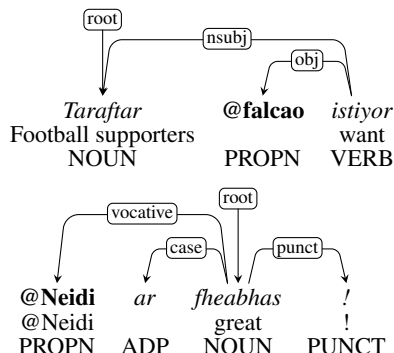 root
nsubj
obj
Taraftar @falcao istiyor
Football supporters want
NOUN PROPN VERB
root
vocative
case punct
@Neidi ar fheabhas !
@Neidi great !
PROPN ADP NOUN PUNCT